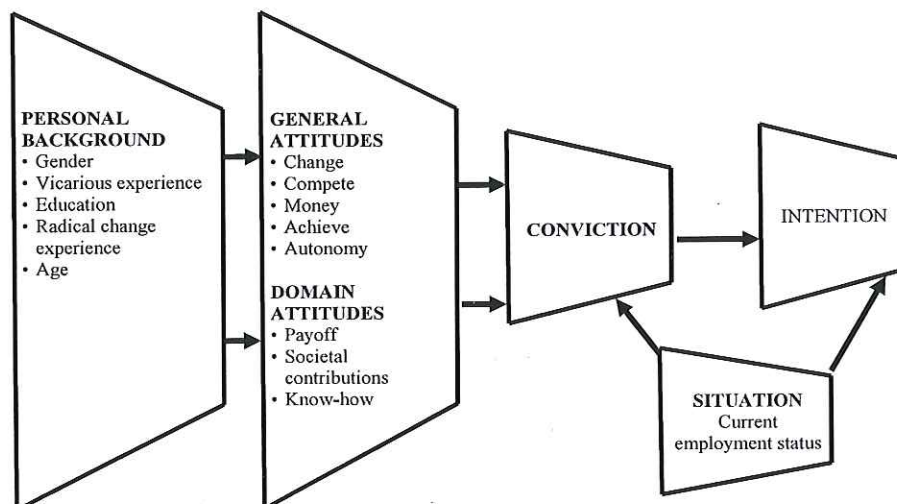 PERSONAL
BACKGROUND
• Gender
• Vicarious experience
• Education
• Radical change
experience
• Age
GENERAL
ATTITUDES
• Change
• Compete
• Money
• Achieve
• Autonomy
DOMAIN
ATTITUDES
• Payoff
• Societal
contributions
• Know-how
CONVICTION
INTENTION
SITUATION
Current
employment status